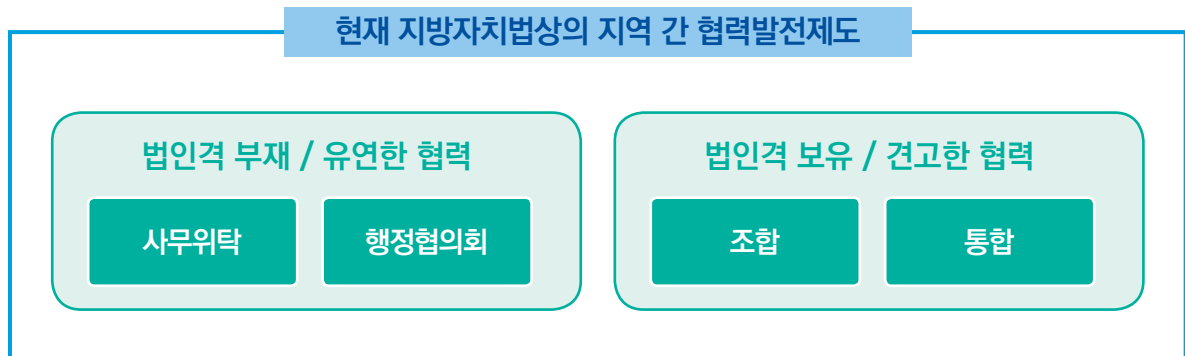 현재 지방자치법상의 지역 간 협력발전제도
법인격 부재 / 유연한 협력
사무위탁
행정협의회
법인격 보유 / 견고한 협력
조합
통합